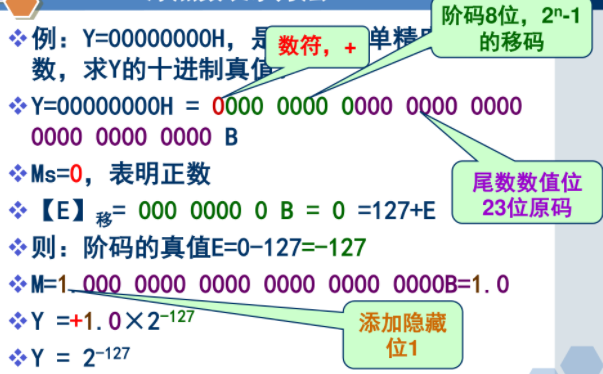 例：Y=00000000H，是 单精
数，求Y的十进制真值
数符，+
阶码8位，2ⁿ-1
的移码
Y=00000000H = 0000 0000 0000 0000 0000
0000 0000 0000 B
尾数数值位
23位原码
Ms=0，表明正数
【E】移= 000 0000 0 B = 0 =127+E
则：阶码的真值E=0-127=-127
M=1.000 0000 0000 0000 0000 0000B=1.0
添加隐藏
位1
Y =+1.0×2⁻¹²⁷
Y = 2⁻¹²⁷